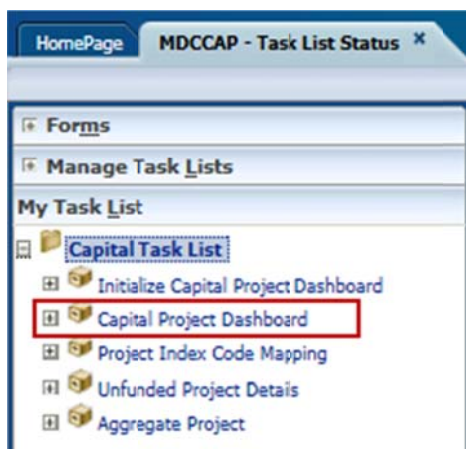 HomePage MDCCAP - Task List Status ×
Forms
Manage Task Lists
My Task List
Capital Task List
Initialize Capital Project Dashboard
Capital Project Dashboard
Project Index Code Mapping
Unfunded Project Details
Aggregate Project